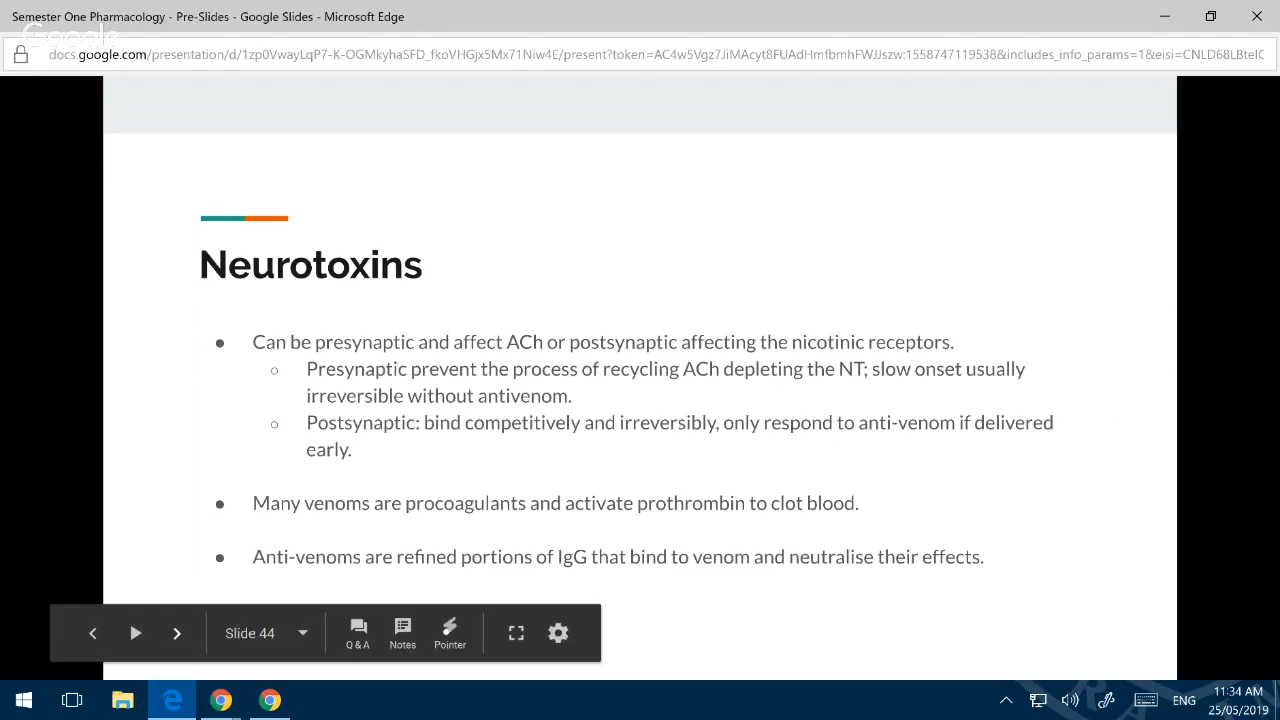 Semester One Pharmacology - Pre-Slides - Google Slides - Microsoft Edge
Google
docs.google.com/presentation/d/1zp0VwayLqP7-K-OGMkyhaSFD_fkoVHGjx5Mx71Niw4E/present?token=AC4w5Vgz7JiMAcyt8FUAdHmfbmhFWJJszw:1558747119538&includes_info_params=1&eisi=CNLD68LBteIC
Neurotoxins
● Can be presynaptic and affect ACh or postsynaptic affecting the nicotinic receptors.
○ Presynaptic prevent the process of recycling ACh depleting the NT; slow onset usually
irreversible without antivenom.
○ Postsynaptic: bind competitively and irreversibly, only respond to anti-venom if delivered
early.
● Many venoms are procoagulants and activate prothrombin to clot blood.
● Anti-venoms are refined portions of IgG that bind to venom and neutralise their effects.
Slide 44
Q & A Notes Pointer
ENG
11:34 AM
25/05/2019